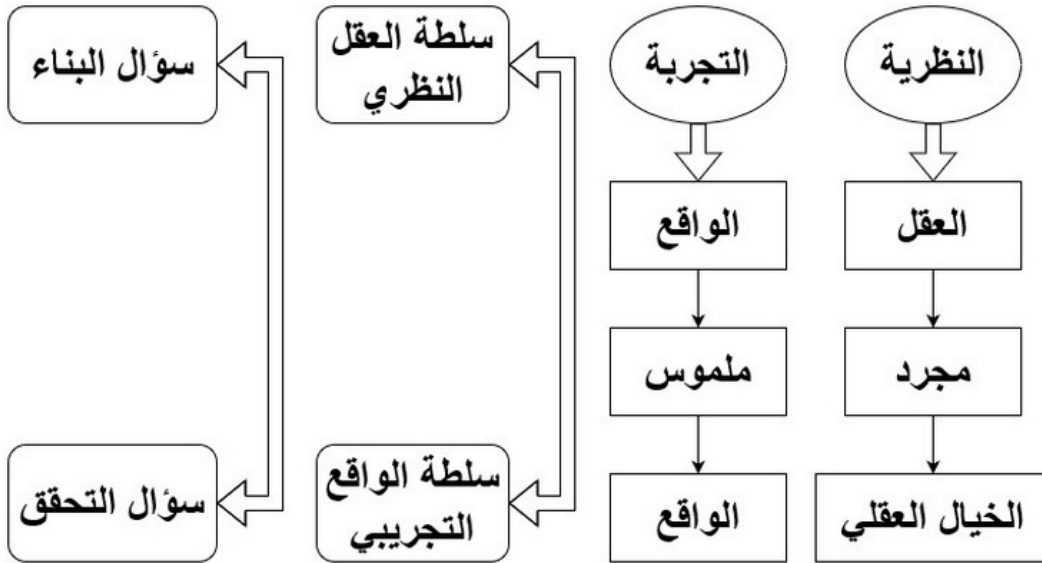 النظرية
العقل
مجرد
الخيال العقلي
التجربة
الواقع
ملموس
الواقع
سلطة العقل
النظري
سلطة الواقع
التجريبي
سؤال البناء
سؤال التحقق